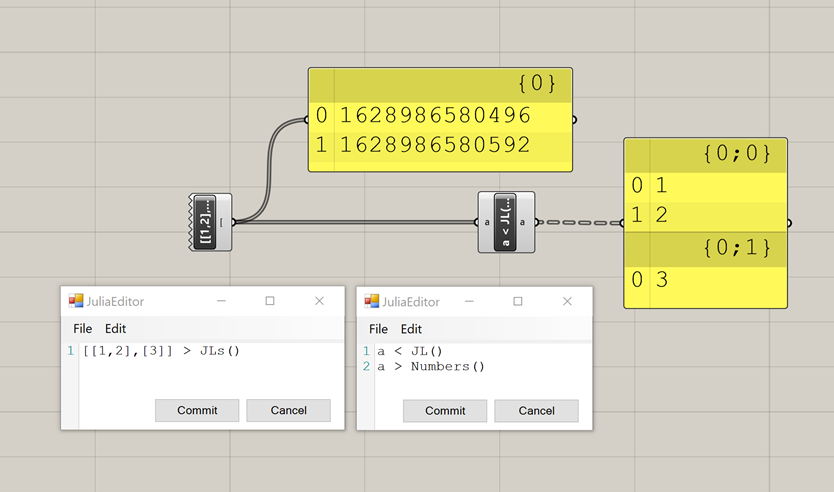 {0}
0 1628986580496
1 1628986580592
{0;0}
0 1
1 2
{0;1}
0 3
[[1,2],...
[
a
a < JL(...
a
JuliaEditor
File Edit
1 [[1,2],[3]] > JLs()
Commit Cancel
JuliaEditor
File Edit
1 a < JL()
2 a > Numbers()
Commit Cancel